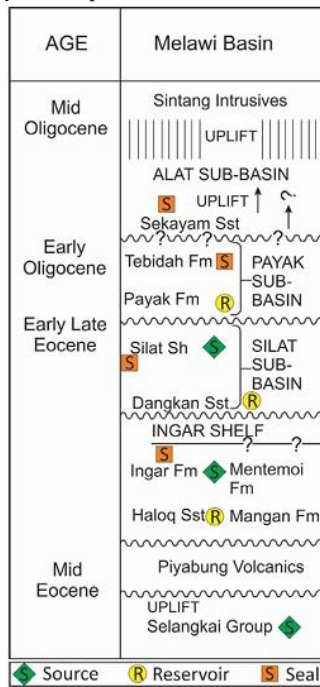 AGE Melawi Basin
Mid Oligocene
Sintang Intrusives
UPLIFT
ALAT SUB-BASIN
S UPLIFT ?
Sekayam Sst
? ? ?
Early Oligocene
Tebidah Fm S
Payak Fm R
PAYAK SUB-BASIN
Early Late Eocene
Silat Sh S
S
SILAT SUB-BASIN
Dangkan Sst R
INGAR SHELF
S ? ?
Ingar Fm S Mentemoi Fm
Haloq Sst R Mangan Fm
Mid Eocene
Piyabung Volcanics
UPLIFT
Selangkai Group S
S Source R Reservoir S Seal